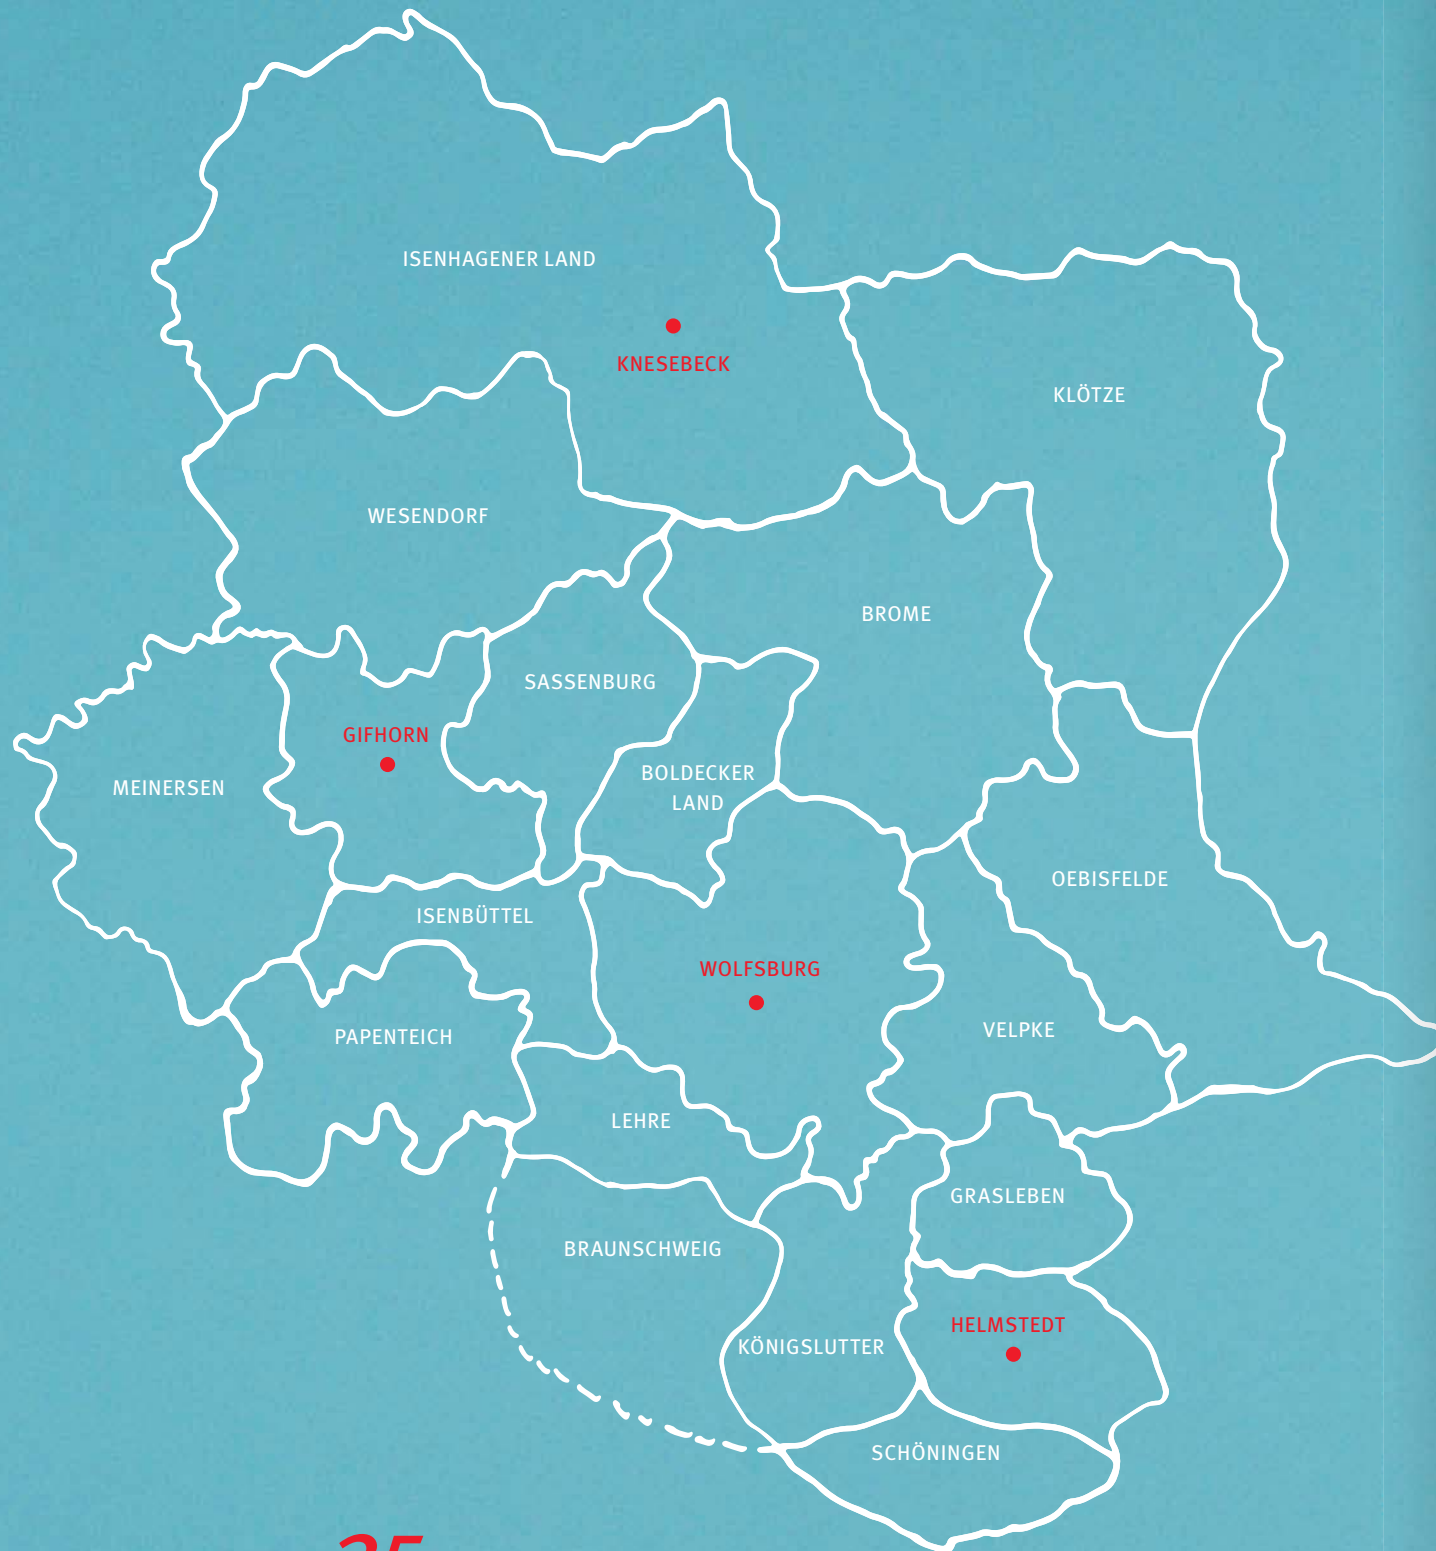 ISENHAGENER LAND
KNESEBECK
KLÖTZE
WESENDORF
BROME
SASSENBURG
GIFHORN
MEINERSEN
BOLDECKER
LAND
OEBISFELDE
ISENBÜTTEL
WOLFSBURG
VELPKE
PAPENTEICH
LEHRE
GRASLEBEN
BRAUNSCHWEIG
HELMSTEDT
KÖNIGSLUTTER
SCHÖNINGEN